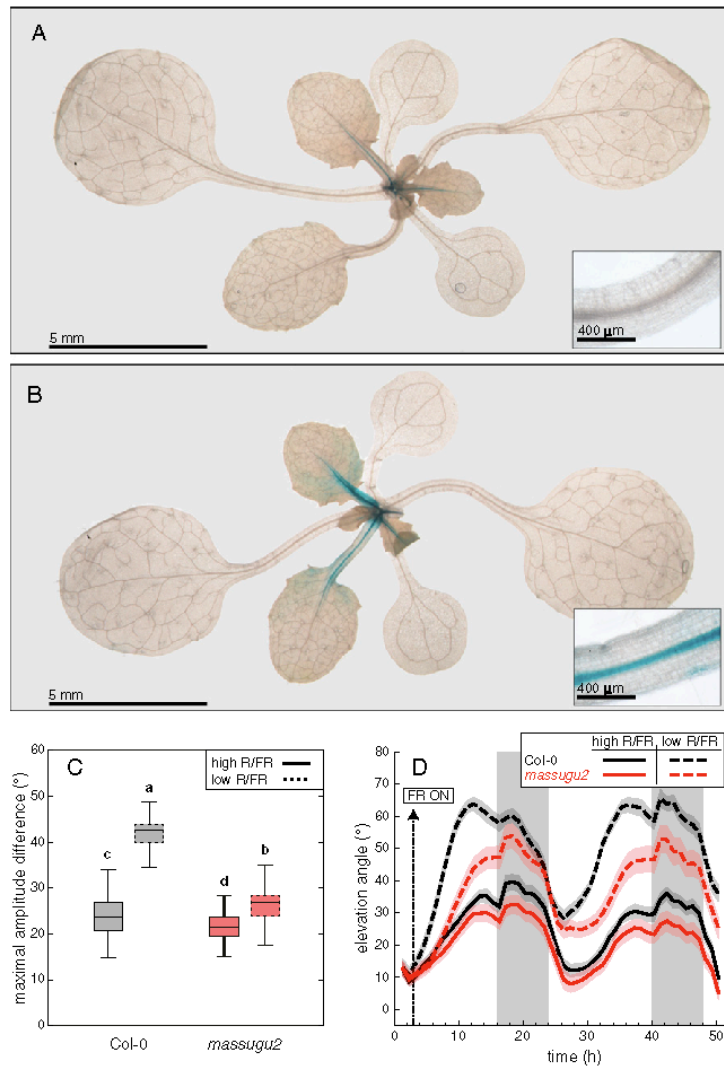 A
400 µm
5 mm
B
400 µm
5 mm
C
high R/FR
low R/FR
maximal amplitude difference (°)
60
50
40
30
20
10
0
c
a
d
b
Col-0
massugu2
D
high R/FR
low R/FR
Col-0
massugu2
FR ON
elevation angle (°)
80
70
60
50
40
30
20
10
0
0
10
20
30
40
50
time (h)